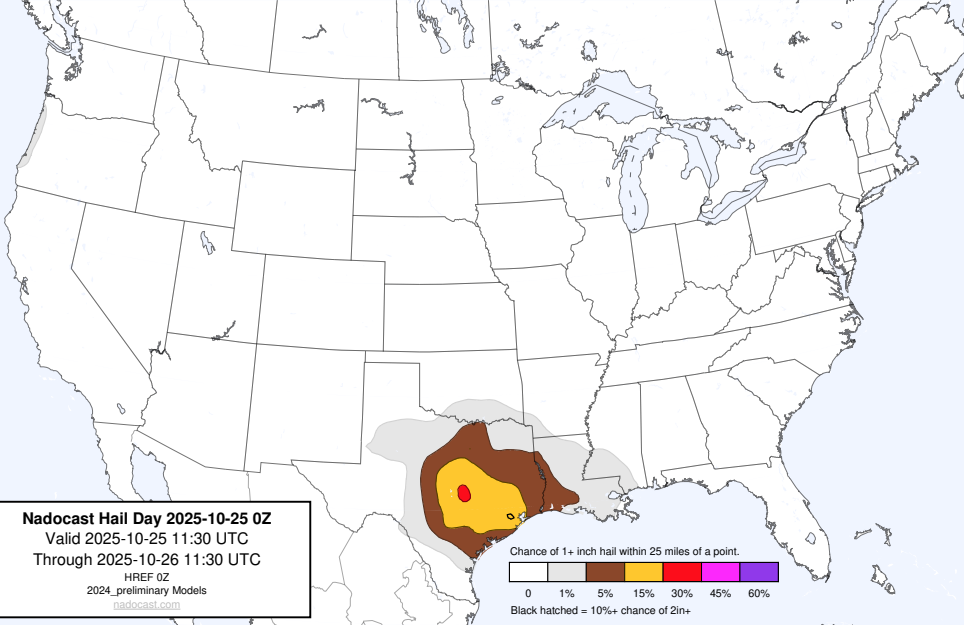 Nadocast Hail Day 2025-10-25 0Z
Valid 2025-10-25 11:30 UTC
Through 2025-10-26 11:30 UTC
HREF 0Z
2024_preliminary Models
nadocast.com
Chance of 1+ inch hail within 25 miles of a point.
0 1% 5% 15% 30% 45% 60%
Black hatched = 10%+ chance of 2in+